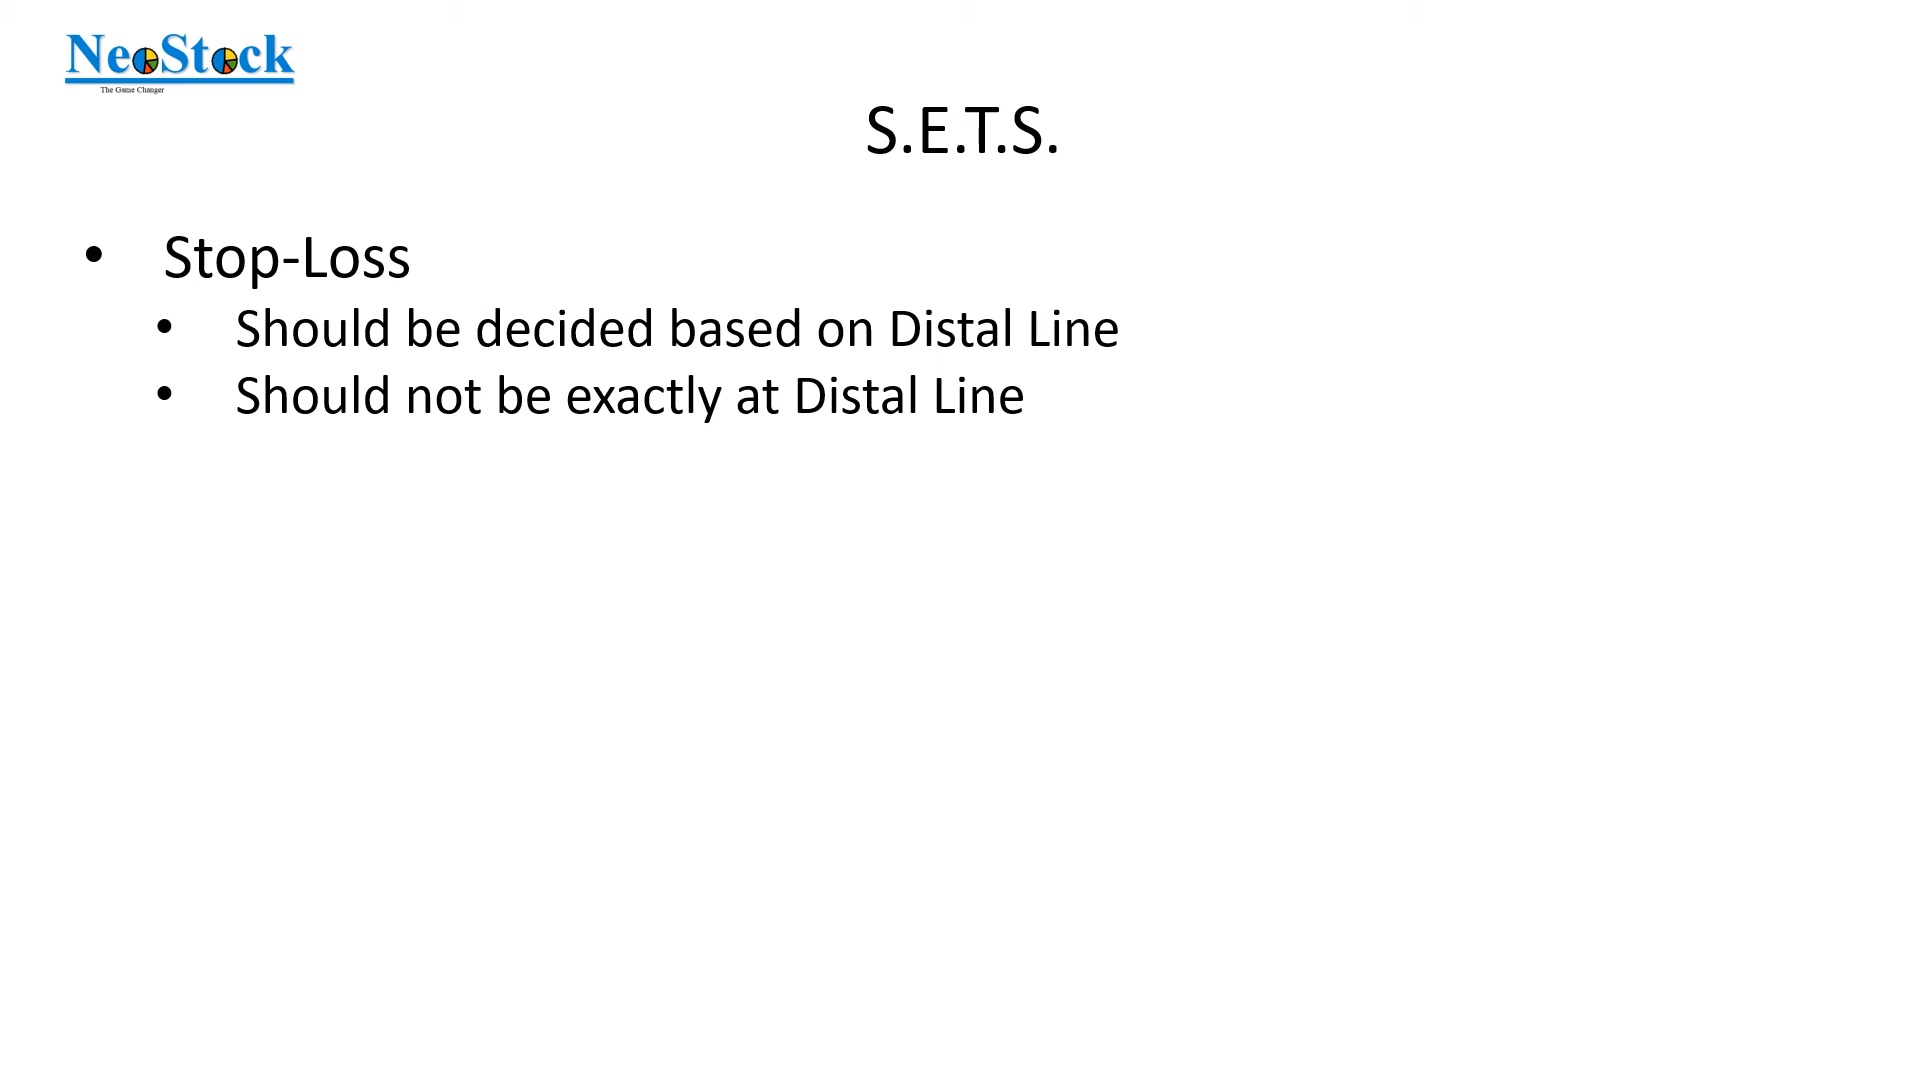 NeoStock
The Game Changer
S.E.T.S.
• Stop-Loss
• Should be decided based on Distal Line
• Should not be exactly at Distal Line